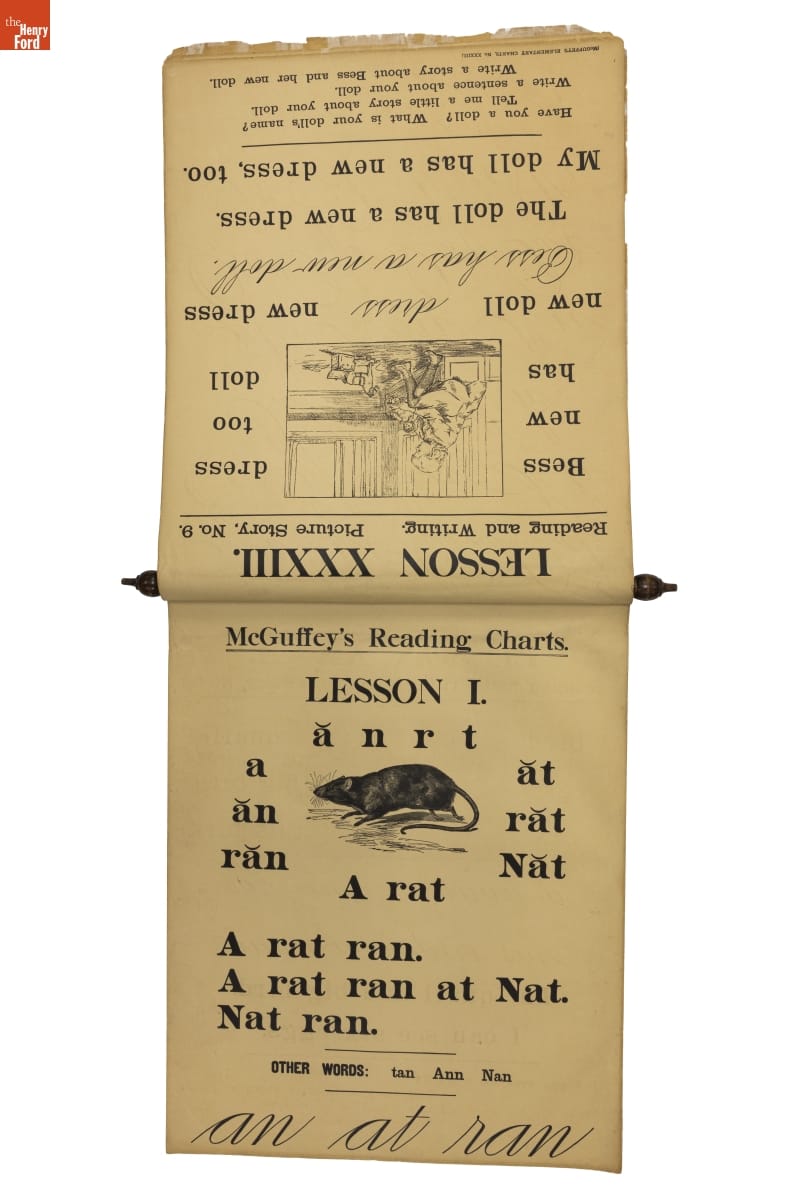 the
Henry
Ford
McGuffey's Reading Charts.
LESSON I.
ă n r t
a ăt
ăn răt
răn Năt
A rat
A rat ran.
A rat ran at Nat.
Nat ran.
OTHER WORDS: tan Ann Nan
an at ran
LESSON XXXIII.
Reading and Writing. Picture Story, No. 9.
Bess dress
new too
has doll
new doll dress new dress
Bess has a new doll.
The doll has a new dress.
My doll has a new dress, too.
Have you a doll? What is your doll's name?
Tell me a little story about your doll.
Write a sentence about your doll.
Write a story about Bess and her new doll.
(McGUFFEY'S ELEMENTARY CHARTS, No. XXXIII.)